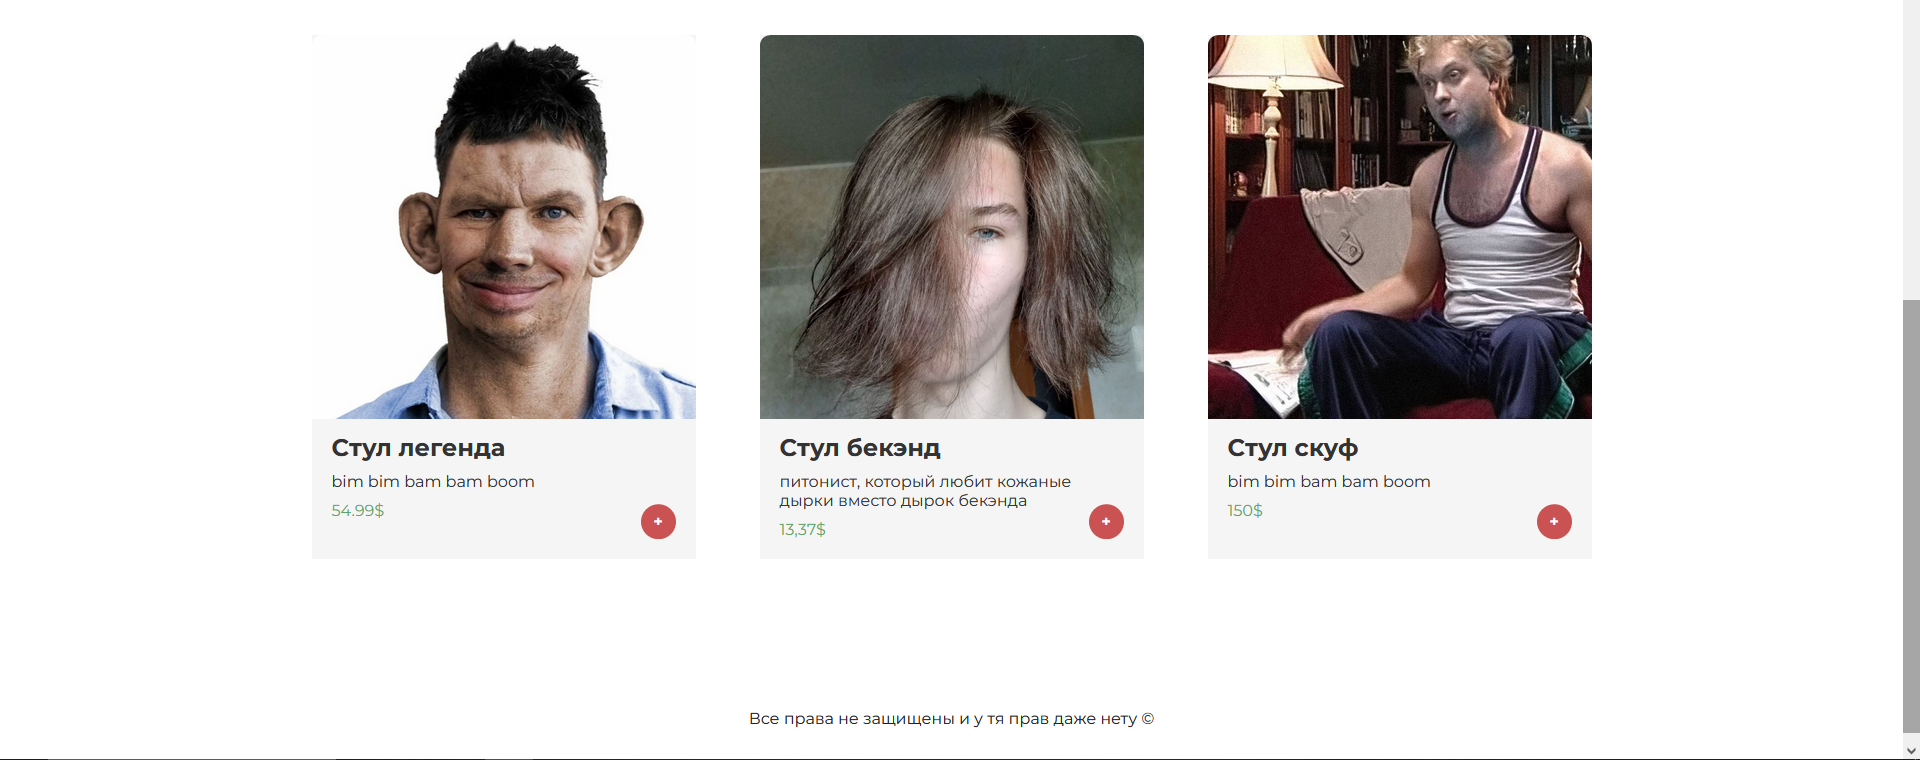 Стул легенда
bim bim bam bam boom
54.99$
+
Стул бекэнд
питонист, который любит кожаные
дырки вместо дырок бекэнда
13,37$
+
Стул скуф
bim bim bam bam boom
150$
+
Все права не защищены и у тя прав даже нету ©